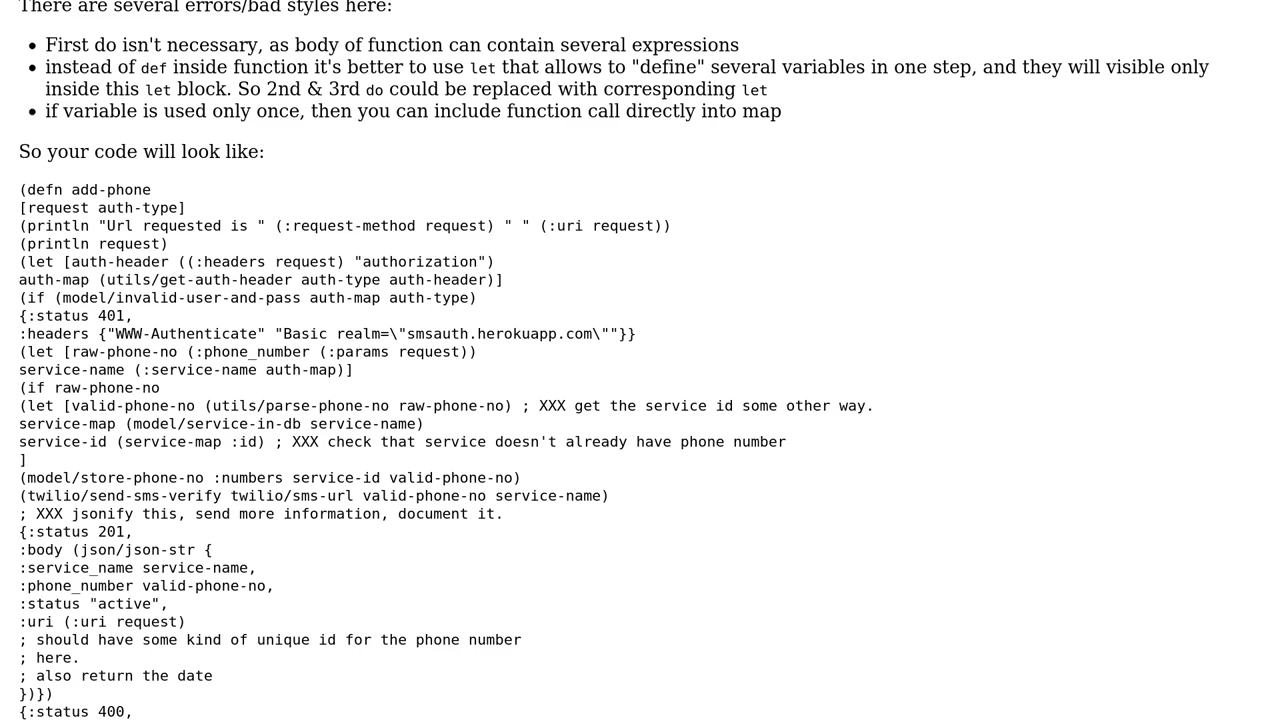 There are several errors/bad styles here:
• First do isn't necessary, as body of function can contain several expressions
• instead of def inside function it's better to use let that allows to "define" several variables in one step, and they will visible only
inside this let block. So 2nd & 3rd do could be replaced with corresponding let
• if variable is used only once, then you can include function call directly into map
So your code will look like:
(defn add-phone
[request auth-type]
(println "Url requested is " (:request-method request) " " (:uri request))
(println request)
(let [auth-header ((:headers request) "authorization")
auth-map (utils/get-auth-header auth-type auth-header)]
(if (model/invalid-user-and-pass auth-map auth-type)
{:status 401,
:headers {"WWW-Authenticate" "Basic realm=\"smsauth.herokuapp.com\""}}
(let [raw-phone-no (:phone_number (:params request))
service-name (:service-name auth-map)]
(if raw-phone-no
(let [valid-phone-no (utils/parse-phone-no raw-phone-no) ; XXX get the service id some other way.
service-map (model/service-in-db service-name)
service-id (service-map :id) ; XXX check that service doesn't already have phone number
]
(model/store-phone-no :numbers service-id valid-phone-no)
(twilio/send-sms-verify twilio/sms-url valid-phone-no service-name)
; XXX jsonify this, send more information, document it.
{:status 201,
:body (json/json-str {
:service_name service-name,
:phone_number valid-phone-no,
:status "active",
:uri (:uri request)
; should have some kind of unique id for the phone number
; here.
; also return the date
})})
{:status 400,